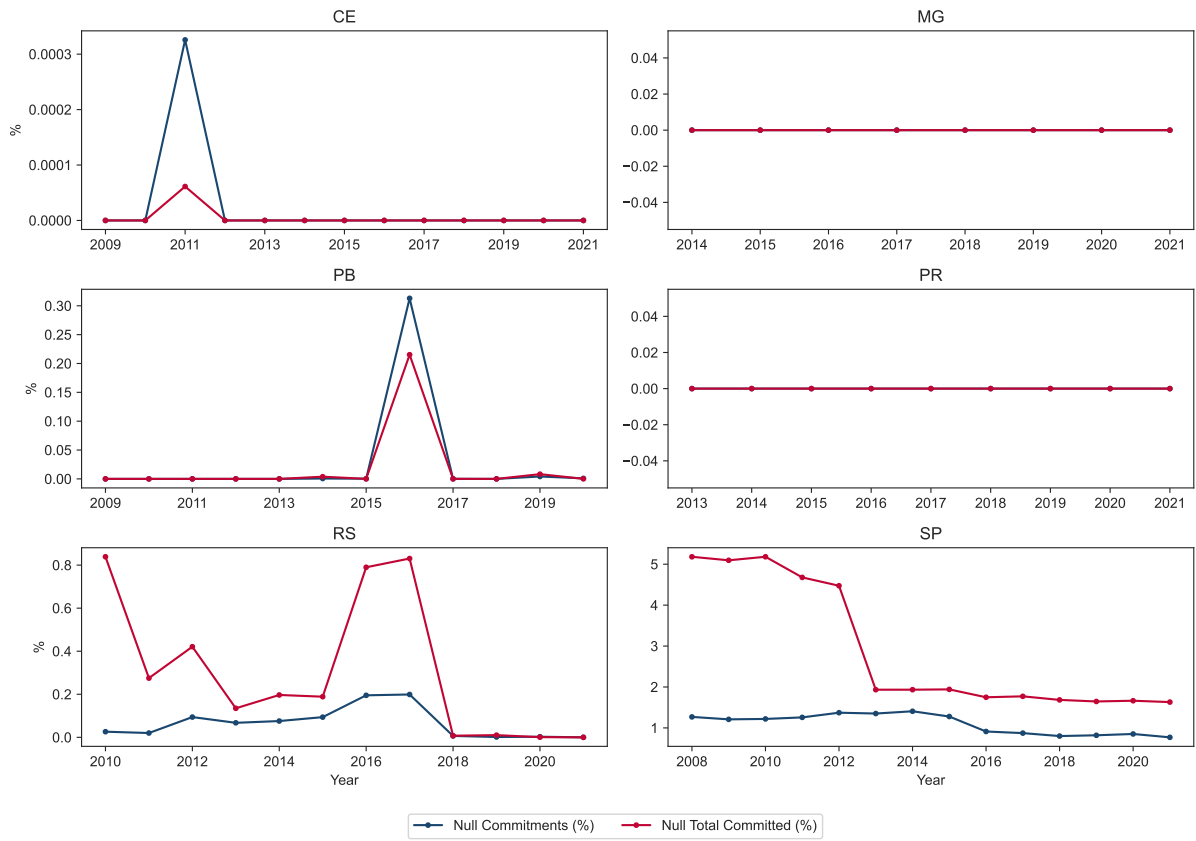 CE
%
0.0003
0.0002
0.0001
0.0000
2009 2011 2013 2015 2017 2019 2021
MG
0.04
0.02
0.00
−0.02
−0.04
2014 2015 2016 2017 2018 2019 2020 2021
PB
%
0.30
0.25
0.20
0.15
0.10
0.05
0.00
2009 2011 2013 2015 2017 2019
PR
0.04
0.02
0.00
−0.02
−0.04
2013 2014 2015 2016 2017 2018 2019 2020 2021
RS
%
0.8
0.6
0.4
0.2
0.0
2010 2012 2014 2016 2018 2020
Year
SP
5
4
3
2
1
2008 2010 2012 2014 2016 2018 2020
Year
Null Commitments (%) Null Total Committed (%)